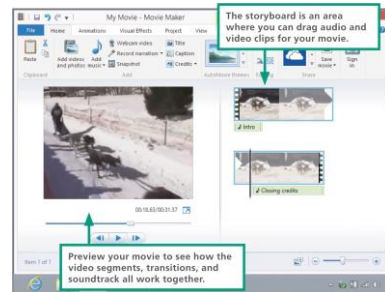 My Movie - Movie Maker
File Home Animations Visual Effects Project View
Paste
Add videos and photos
Add music
Webcam video
Record narration
Snapshot
Title
Caption
Credits
Save movie
Sign in
Clipboard
Add
AutoMovie themes
Share
The storyboard is an area
where you can drag audio and
video clips for your movie.
Intro
Closing credits
00:18.63/00:31.37
Preview your movie to see how the
video segments, transitions, and
soundtrack all work together.
Item 1 of 1